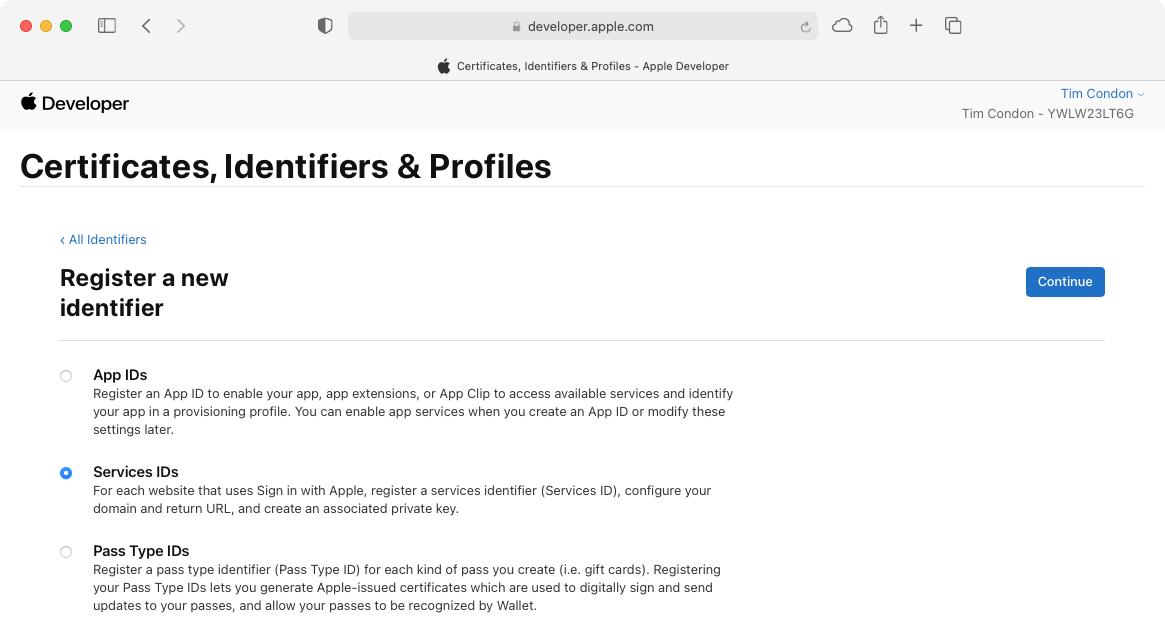 developer.apple.com
Certificates, Identifiers & Profiles - Apple Developer
Developer
Tim Condon
Tim Condon - YWLW23LT6G
Certificates, Identifiers & Profiles
‹ All Identifiers
Register a new
identifier
Continue
App IDs
Register an App ID to enable your app, app extensions, or App Clip to access available services and identify
your app in a provisioning profile. You can enable app services when you create an App ID or modify these
settings later.
Services IDs
For each website that uses Sign in with Apple, register a services identifier (Services ID), configure your
domain and return URL, and create an associated private key.
Pass Type IDs
Register a pass type identifier (Pass Type ID) for each kind of pass you create (i.e. gift cards). Registering
your Pass Type IDs lets you generate Apple-issued certificates which are used to digitally sign and send
updates to your passes, and allow your passes to be recognized by Wallet.